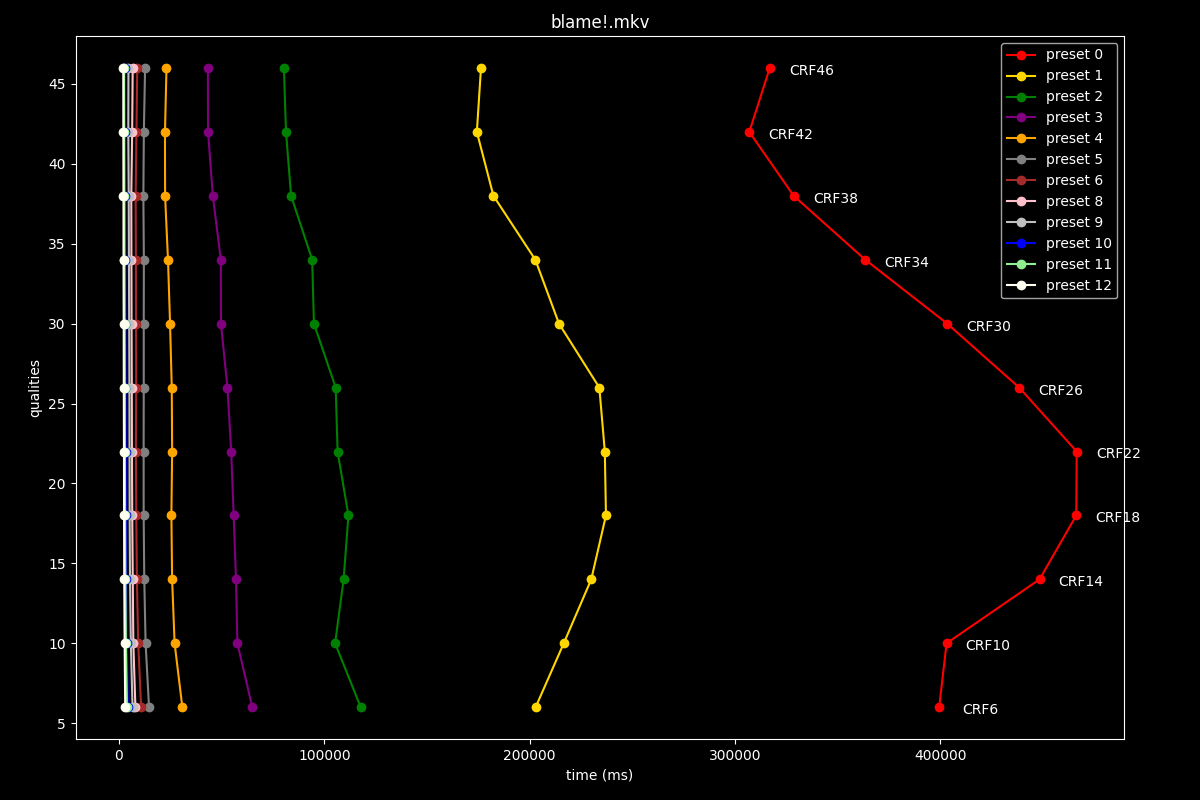 blame!.mkv
preset 0
preset 1
preset 2
preset 3
preset 4
preset 5
preset 6
preset 8
preset 9
preset 10
preset 11
preset 12
CRF46
CRF42
CRF38
CRF34
CRF30
CRF26
CRF22
CRF18
CRF14
CRF10
CRF6
qualities
45
40
35
30
25
20
15
10
5
0
100000
200000
300000
400000
time (ms)